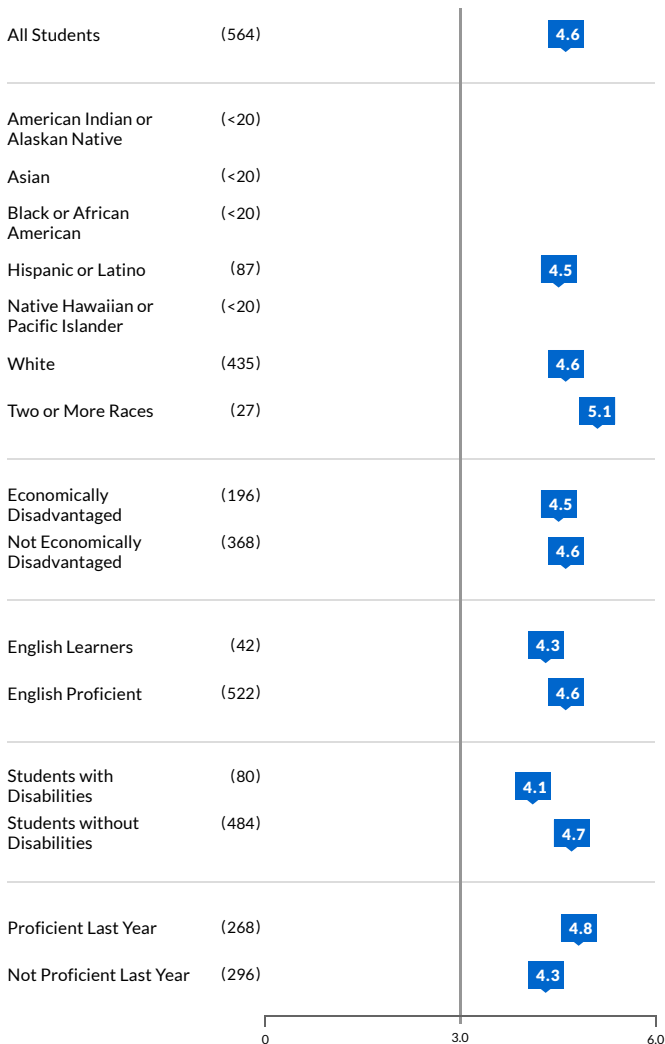 All Students (564) 4.6
American Indian or (<20)
Alaskan Native
Asian (<20)
Black or African (<20)
American
Hispanic or Latino (87) 4.5
Native Hawaiian or (<20)
Pacific Islander
White (435) 4.6
Two or More Races (27) 5.1
Economically (196) 4.5
Disadvantaged
Not Economically (368) 4.6
Disadvantaged
English Learners (42) 4.3
English Proficient (522) 4.6
Students with (80) 4.1
Disabilities
Students without (484) 4.7
Disabilities
Proficient Last Year (268) 4.8
Not Proficient Last Year (296) 4.3
0 3.0 6.0